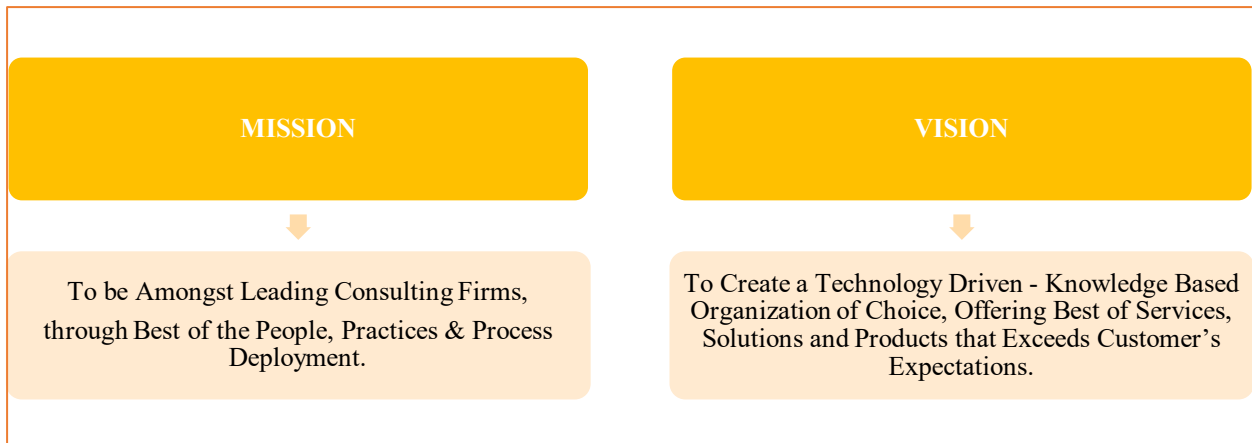 MISSION
To be Amongst Leading Consulting Firms,
through Best of the People, Practices & Process
Deployment.
VISION
To Create a Technology Driven - Knowledge Based
Organization of Choice, Offering Best of Services,
Solutions and Products that Exceeds Customer’s
Expectations.